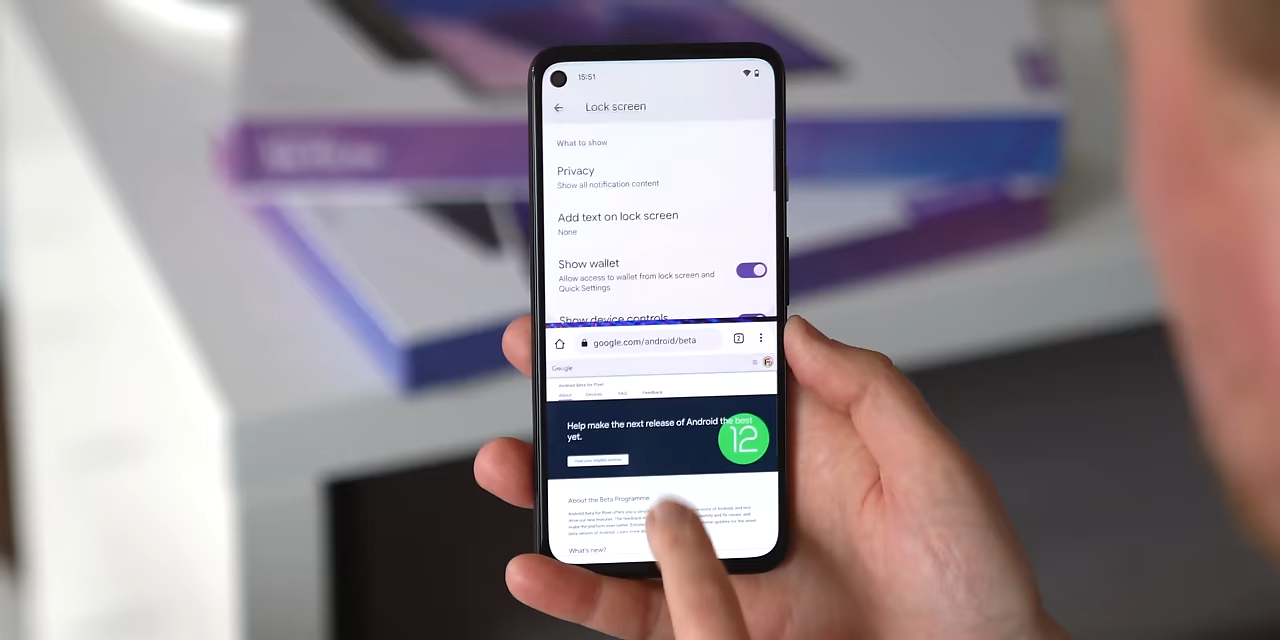 15:51
Lock screen
What to show
Privacy
Show all notification content
Add text on lock screen
None
Show wallet
Allow access to wallet from lock screen and
Quick Settings
Show device controls
google.com/android/beta
2
Google
Android Beta for Pixel
About Devices FAQ Feedback
Help make the next release of Android the best
yet.
12
About the Beta Programme
What's new?